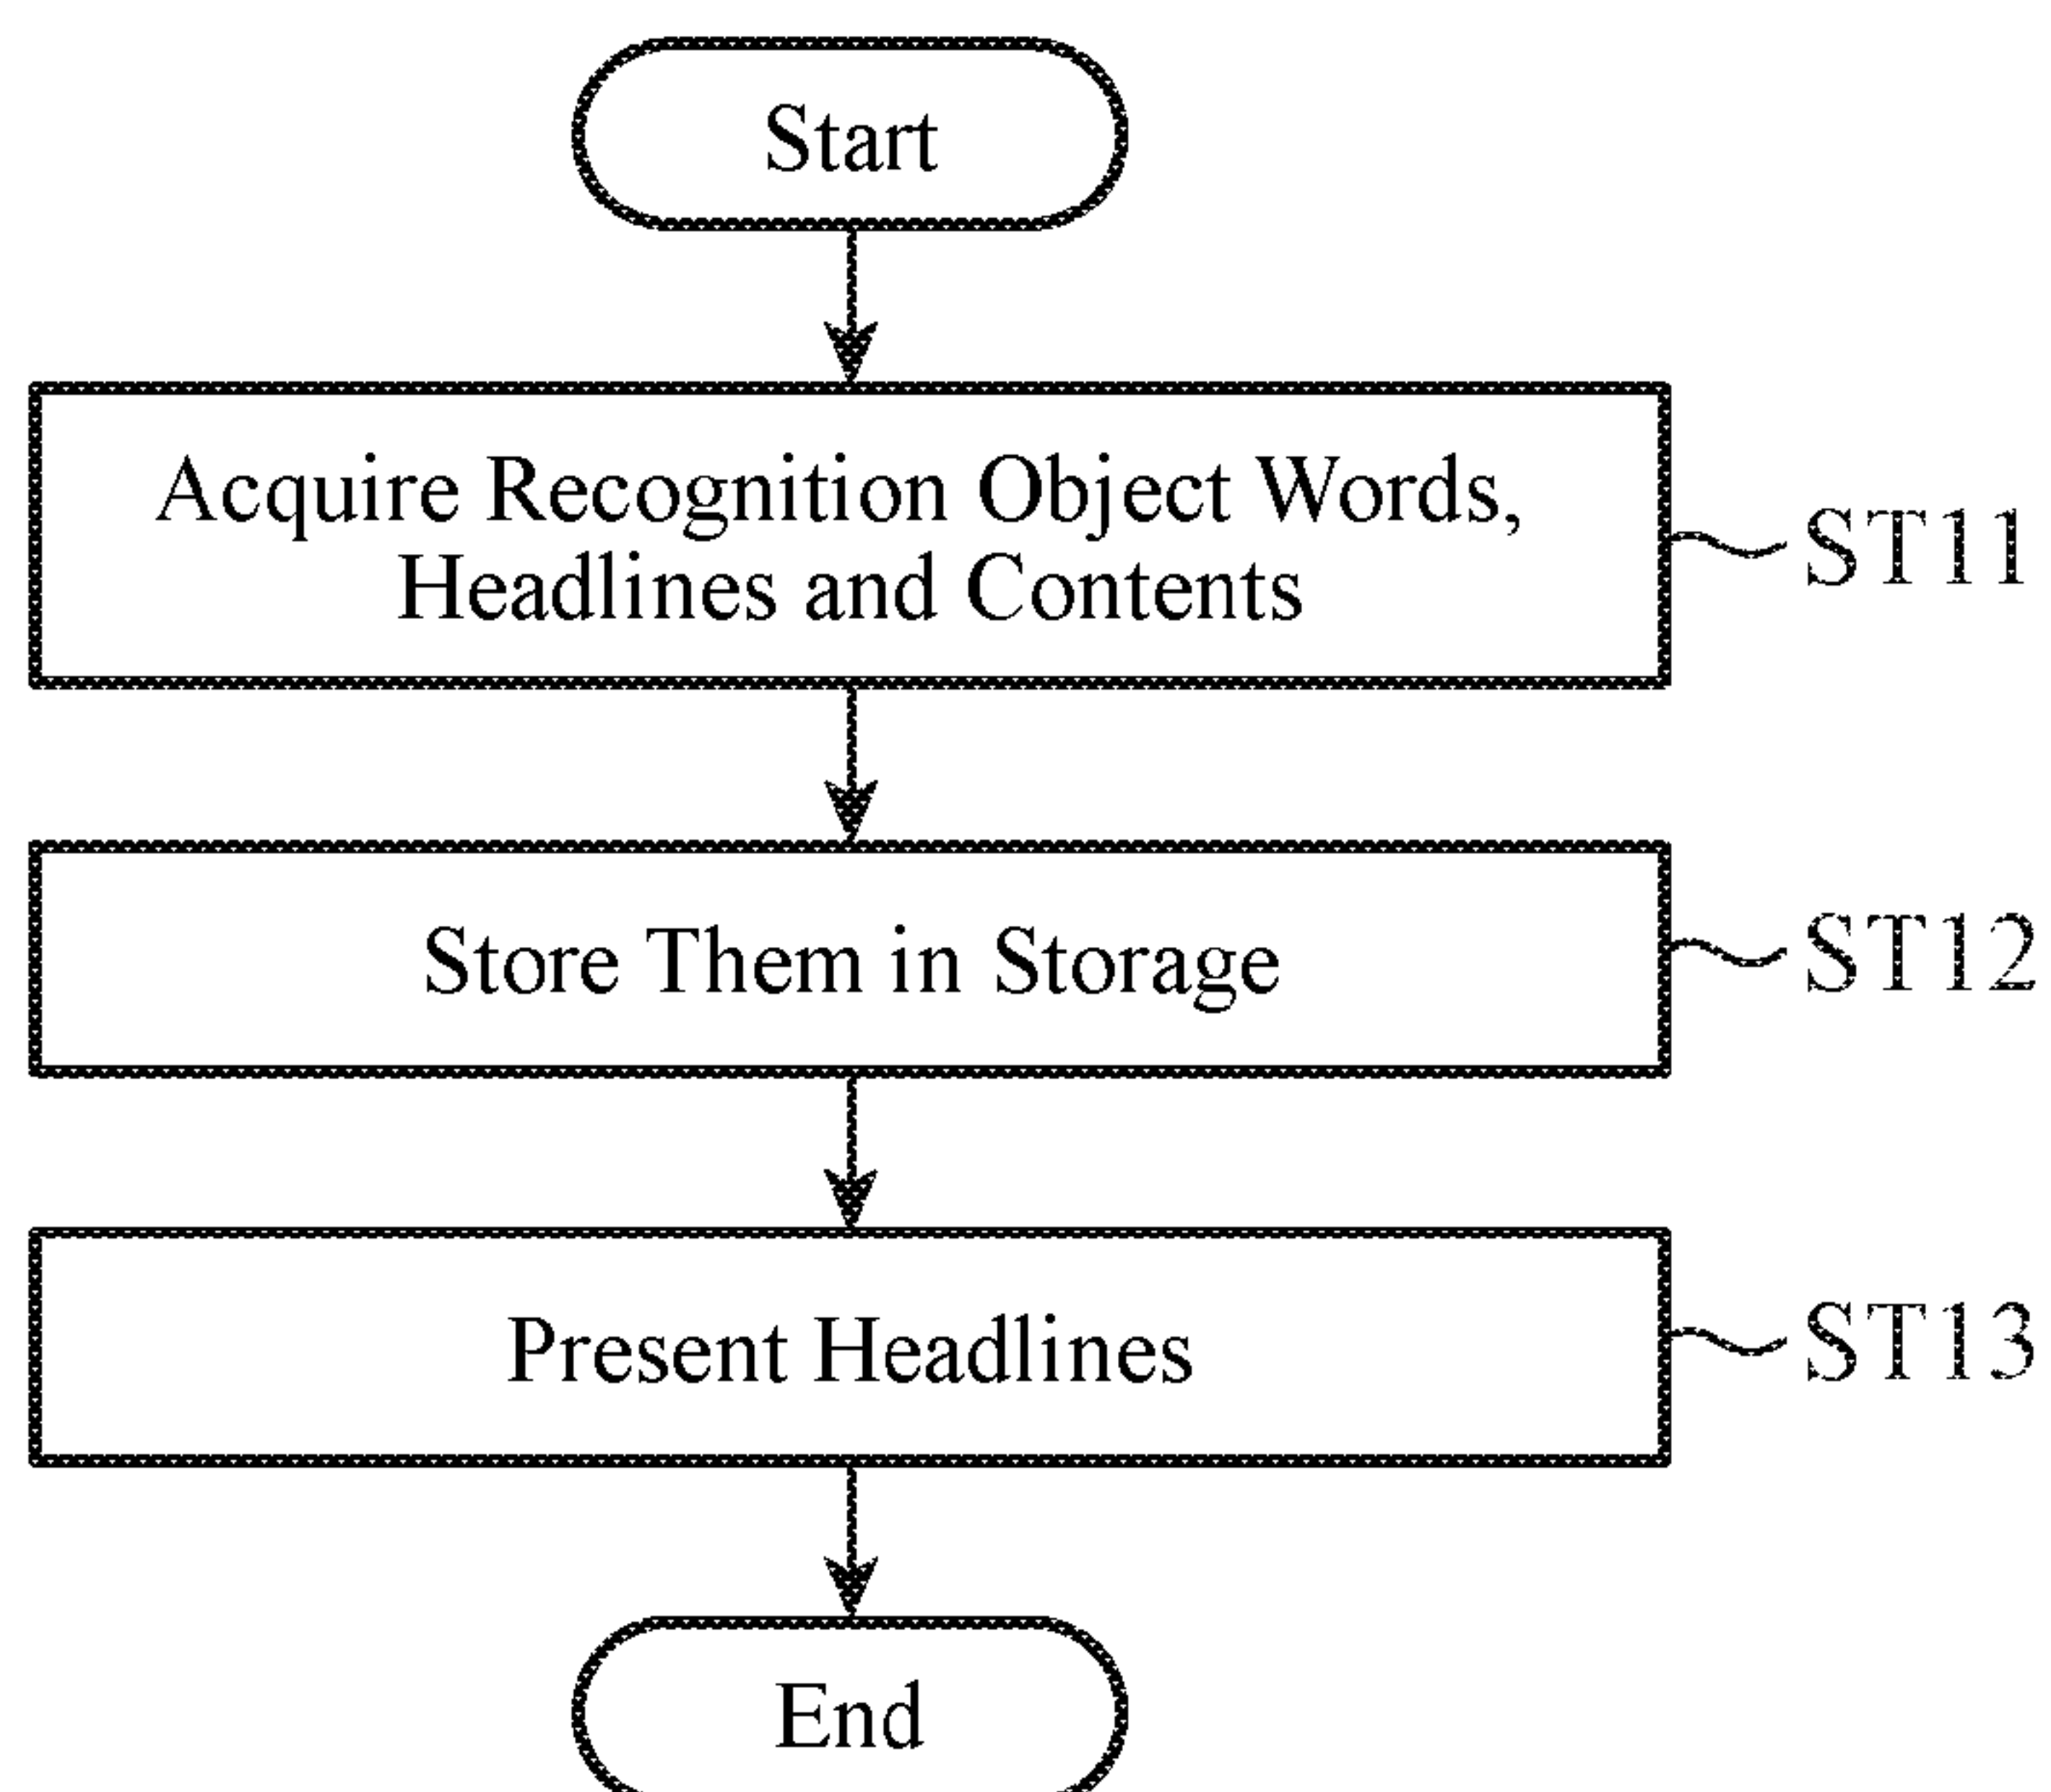 Start
Acquire Recognition Object Words,
Headlines and Contents
ST11
Store Them in Storage
ST12
Present Headlines
ST13
End